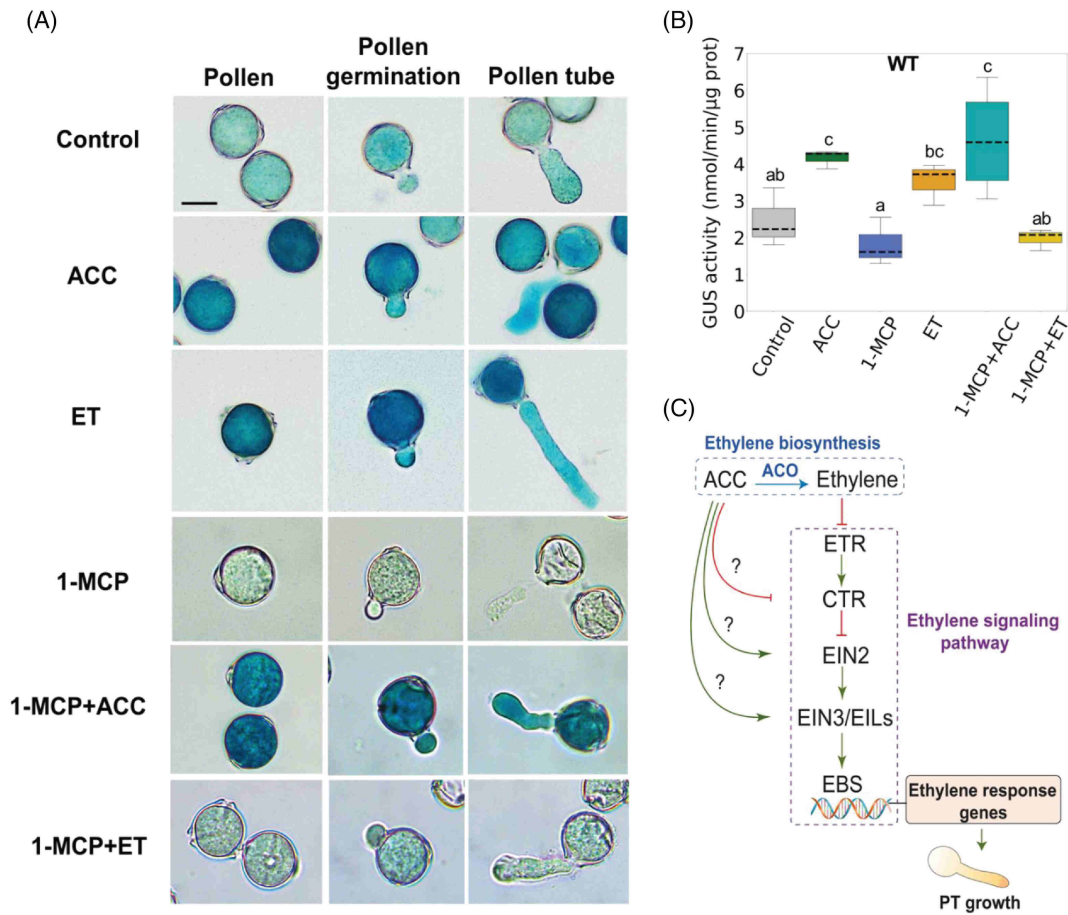 (A)
Pollen
Pollen
germination
Pollen tube
Control
ACC
ET
1-MCP
1-MCP+ACC
1-MCP+ET
(B)
WT
GUS activity (nmol/min/µg prot)
7
6
5
4
3
2
1
0
ab
c
a
bc
c
ab
Control
ACC
1-MCP
ET
1-MCP+ACC
1-MCP+ET
(C)
Ethylene biosynthesis
ACC ACO Ethylene
ETR
?
CTR
?
Ethylene signaling
pathway
EIN2
?
EIN3/EILs
EBS
Ethylene response
genes
PT growth